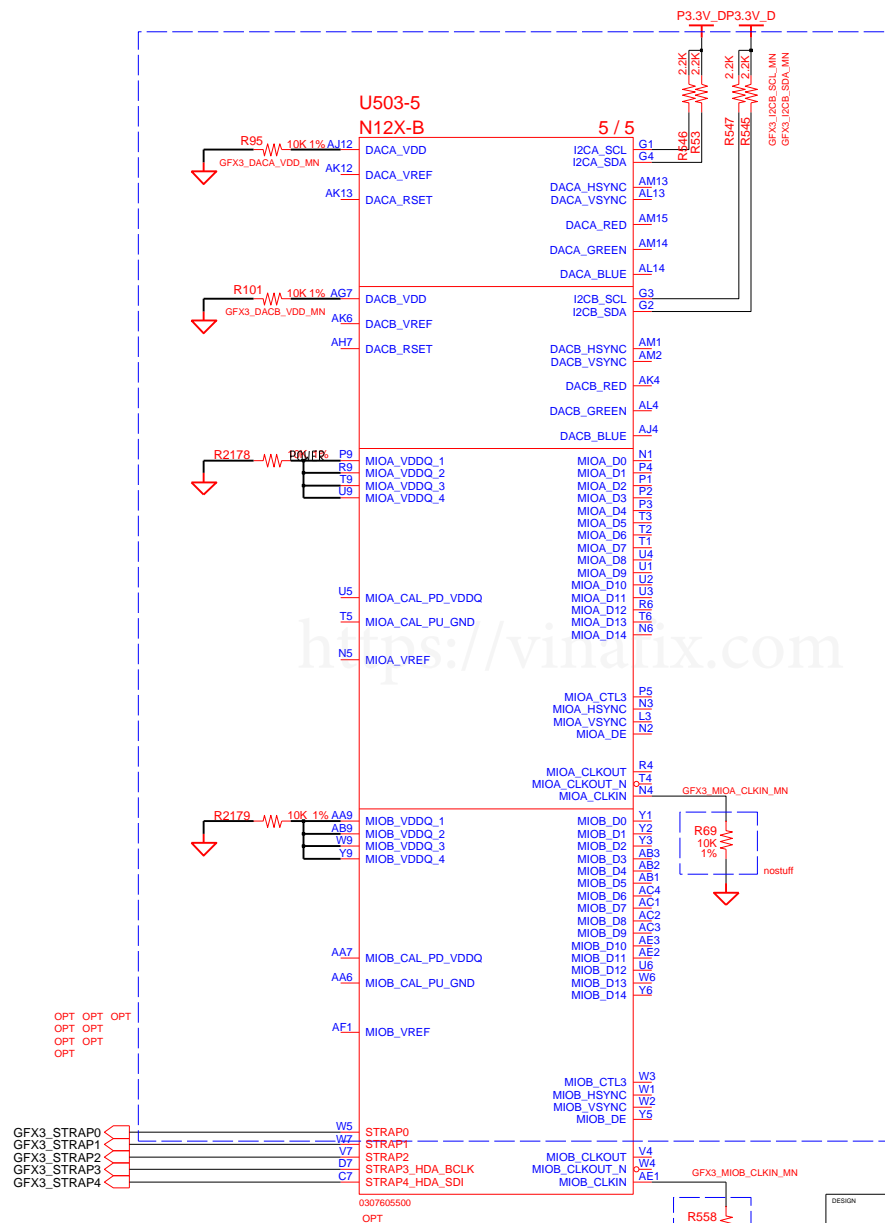 P3.3V_D P3.3V_D
2.2K 2.2K 2.2K 2.2K
R546 R53 R547 R545
GFX3_I2CB_SCL_MN
GFX3_I2CB_SDA_MN
U503-5
N12X-B 5 / 5
R95 10K 1% AJ12 DACA_VDD I2CA_SCL G1
GFX3_DACA_VDD_MN I2CA_SDA G4
AK12 DACA_VREF
DACA_HSYNC AM13
AK13 DACA_RSET DACA_VSYNC AL13
DACA_RED AM15
DACA_GREEN AM14
DACA_BLUE AL14
R101 10K 1% AG7 DACB_VDD I2CB_SCL G3
GFX3_DACB_VDD_MN I2CB_SDA G2
AK6 DACB_VREF
AH7 DACB_RSET DACB_HSYNC AM1
DACB_VSYNC AM2
DACB_RED AK4
DACB_GREEN AL4
DACB_BLUE AJ4
R2178 POWER P9 MIOA_VDDQ_1 MIOA_D0 N1
R9 MIOA_VDDQ_2 MIOA_D1 P4
T9 MIOA_VDDQ_3 MIOA_D2 P1
U9 MIOA_VDDQ_4 MIOA_D3 P2
MIOA_D4 P3
MIOA_D5 T3
MIOA_D6 T2
MIOA_D7 T1
MIOA_D8 U4
MIOA_D9 U1
MIOA_D10 U2
U5 MIOA_CAL_PD_VDDQ MIOA_D11 U3
MIOA_D12 R6
T5 MIOA_CAL_PU_GND MIOA_D13 T6
MIOA_D14 N6
https://vinafix.com
N5 MIOA_VREF
MIOA_CTL3 P5
MIOA_HSYNC N3
MIOA_VSYNC L3
MIOA_DE N2
MIOA_CLKOUT R4
MIOA_CLKOUT_N T4
MIOA_CLKIN N4 GFX3_MIOA_CLKIN_MN
R2179 10K 1% AA9 MIOB_VDDQ_1 MIOB_D0 Y1
AB9 MIOB_VDDQ_2 MIOB_D1 Y2
W9 MIOB_VDDQ_3 MIOB_D2 Y3
Y9 MIOB_VDDQ_4 MIOB_D3 AB3
R69
10K
1%
nostuff
MIOB_D4 AB2
MIOB_D5 AB1
MIOB_D6 AC4
MIOB_D7 AC1
MIOB_D8 AC2
MIOB_D9 AC3
MIOB_D10 AE3
AA7 MIOB_CAL_PD_VDDQ MIOB_D11 AE2
MIOB_D12 U6
AA6 MIOB_CAL_PU_GND MIOB_D13 W6
MIOB_D14 Y6
OPT OPT OPT
OPT OPT
OPT OPT
OPT
AF1 MIOB_VREF
MIOB_CTL3 W3
MIOB_HSYNC W1
MIOB_VSYNC W2
MIOB_DE Y5
GFX3_STRAP0 W5 STRAP0
GFX3_STRAP1 W7 STRAP1
GFX3_STRAP2 V7 STRAP2 MIOB_CLKOUT V4
GFX3_STRAP3 D7 STRAP3_HDA_BCLK MIOB_CLKOUT_N W4
GFX3_STRAP4 C7 STRAP4_HDA_SDI MIOB_CLKIN AE1 GFX3_MIOB_CLKIN_MN
0307605500
OPT
R558
DESIGN